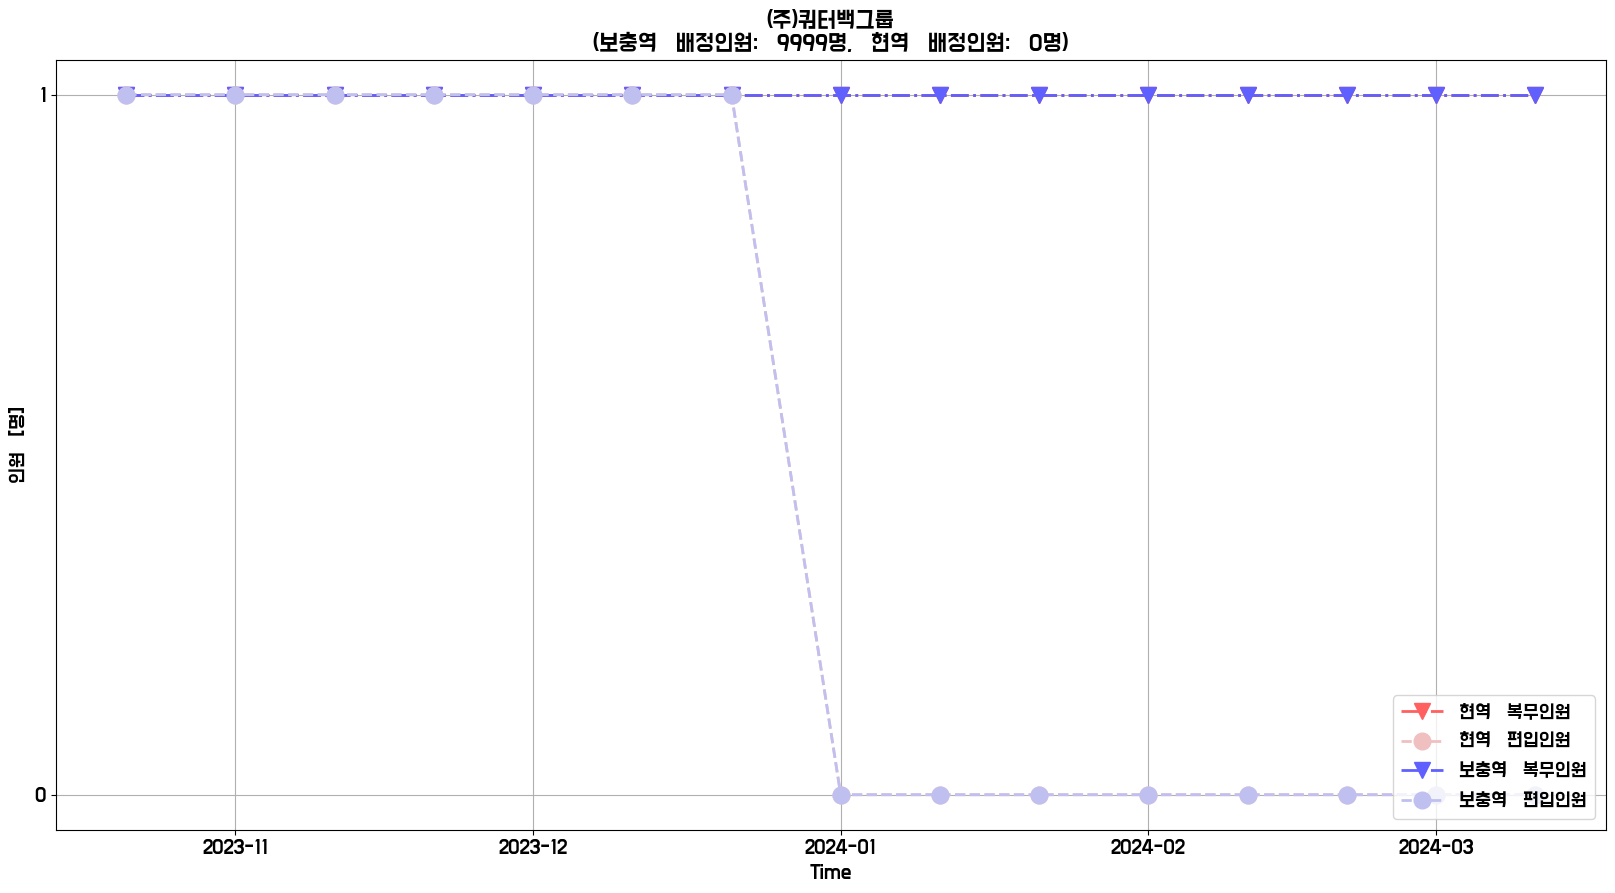 (주)쿼터백그룹
(보충역 배정인원: 9999명, 현역 배정인원: 0명)
1
0
인원 [명]
2023-11
2023-12
2024-01
2024-02
2024-03
Time
현역 복무인원
현역 편입인원
보충역 복무인원
보충역 편입인원